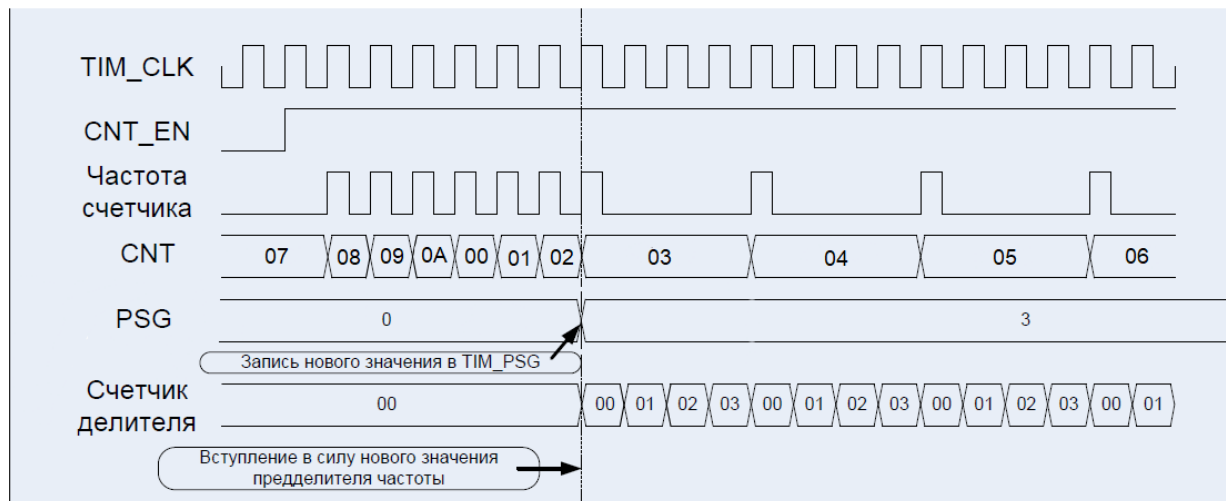 TIM_CLK
CNT_EN
Частота
счетчика
CNT 07 08 09 0A 00 01 02 03 04 05 06
PSG 0 3
Запись нового значения в TIM_PSG
Счетчик
делителя
00 00 01 02 03 00 01 02 03 00 01 02 03 00 01
Вступление в силу нового значения
предделителя частоты